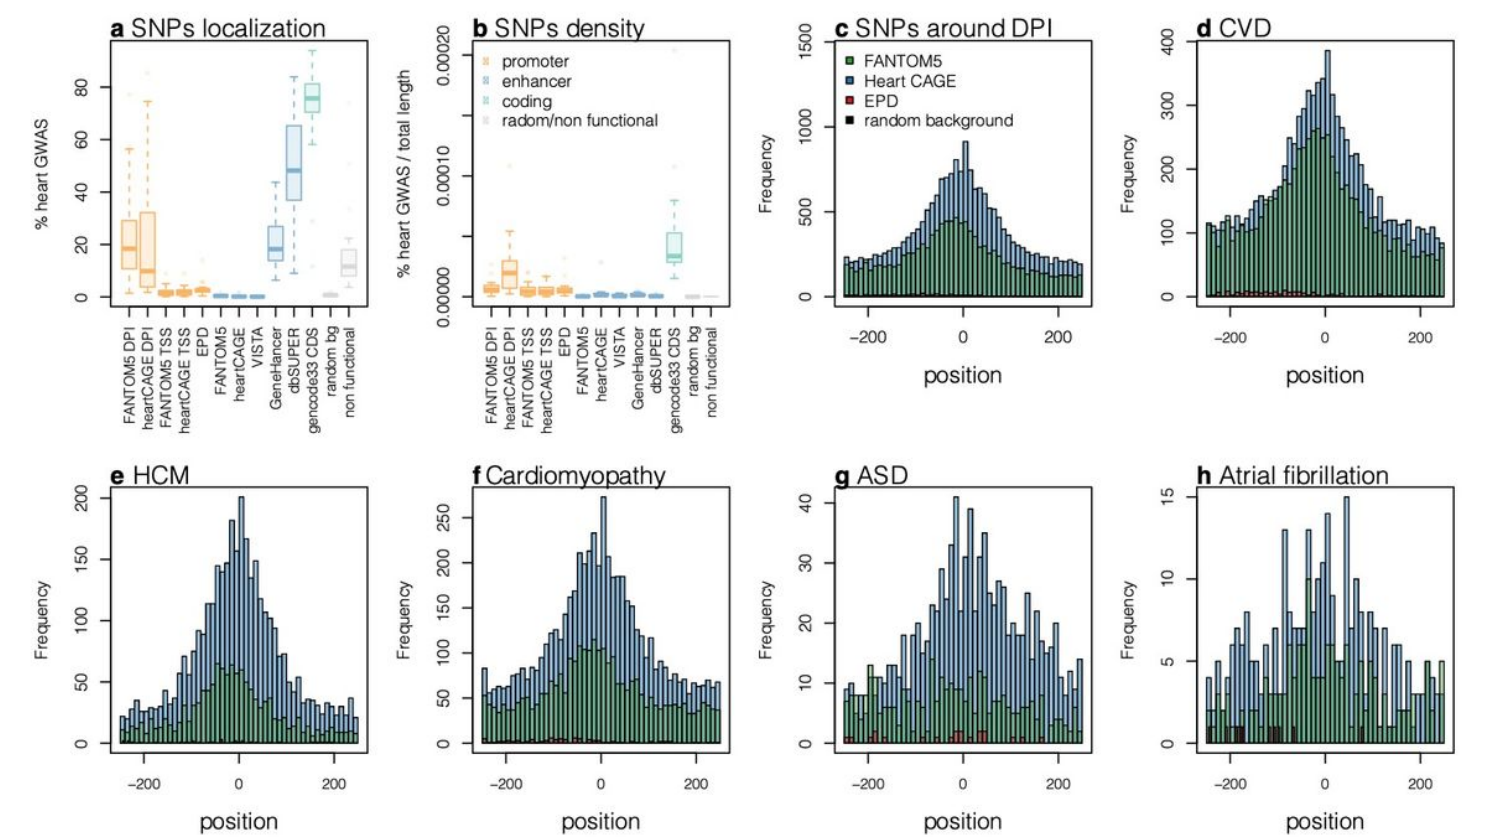 a SNPs localization
% heart GWAS
0
20
40
60
80
FANTOM5 DPI
heartCAGE DPI
FANTOM5 TSS
heartCAGE TSS
EPD
FANTOM5
heartCAGE
VISTA
GeneHancer
dbSUPER
gencode33 CDS
random bg
non functional
b SNPs density
% heart GWAS / total length
0.00000
0.00010
0.00020
promoter
enhancer
coding
radom/non functional
FANTOM5 DPI
heartCAGE DPI
FANTOM5 TSS
heartCAGE TSS
EPD
FANTOM5
heartCAGE
VISTA
GeneHancer
dbSUPER
gencode33 CDS
random bg
non functional
c SNPs around DPI
Frequency
0
500
1000
1500
FANTOM5
Heart CAGE
EPD
random background
−200 0 200
position
d CVD
Frequency
0
100
200
300
400
−200 0 200
position
e HCM
Frequency
0
50
100
150
200
−200 0 200
position
f Cardiomyopathy
Frequency
0
50
100
150
200
250
−200 0 200
position
g ASD
Frequency
0
10
20
30
40
−200 0 200
position
h Atrial fibrillation
Frequency
0
5
10
15
−200 0 200
position